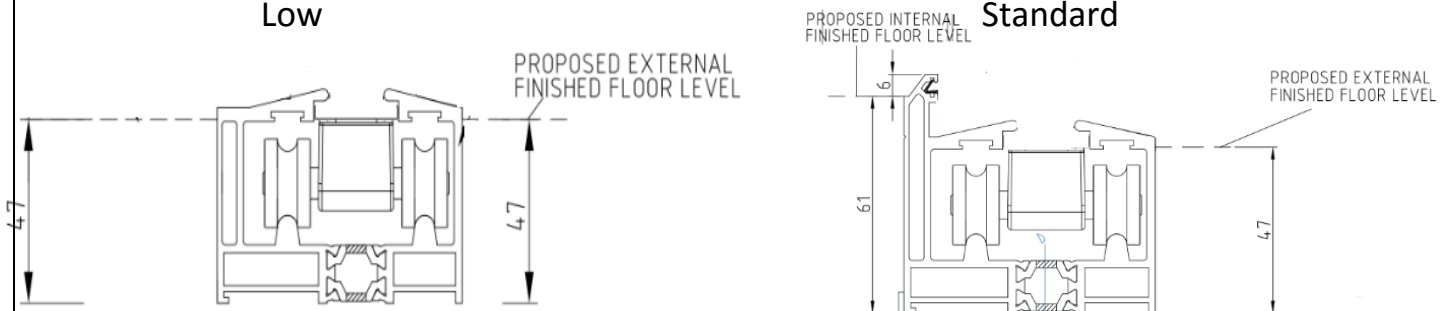 Low
PROPOSED EXTERNAL
FINISHED FLOOR LEVEL
47
47
Standard
PROPOSED INTERNAL
FINISHED FLOOR LEVEL
6
PROPOSED EXTERNAL
FINISHED FLOOR LEVEL
61
47